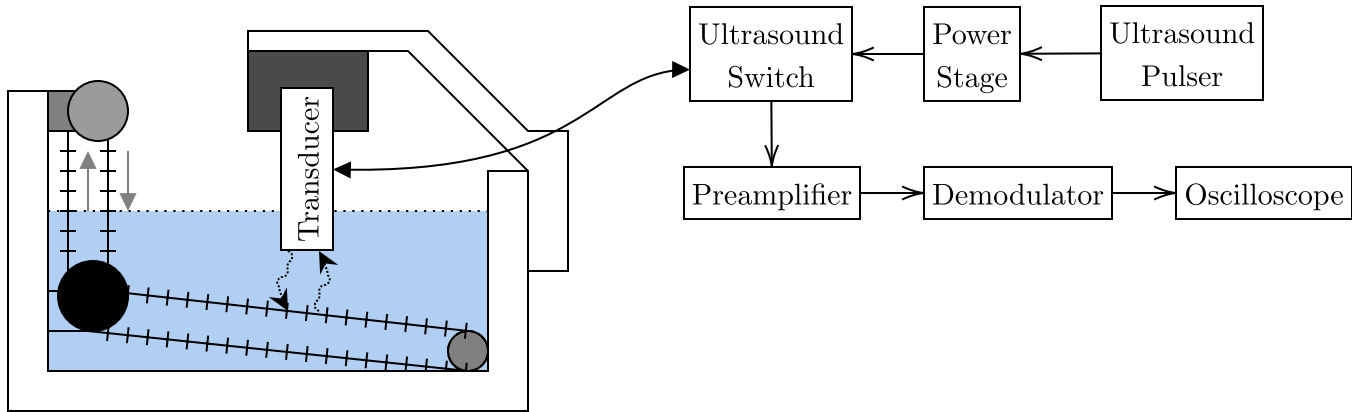 Ultrasound
Switch
Power
Stage
Ultrasound
Pulser
Transducer
Preamplifier
Demodulator
Oscilloscope